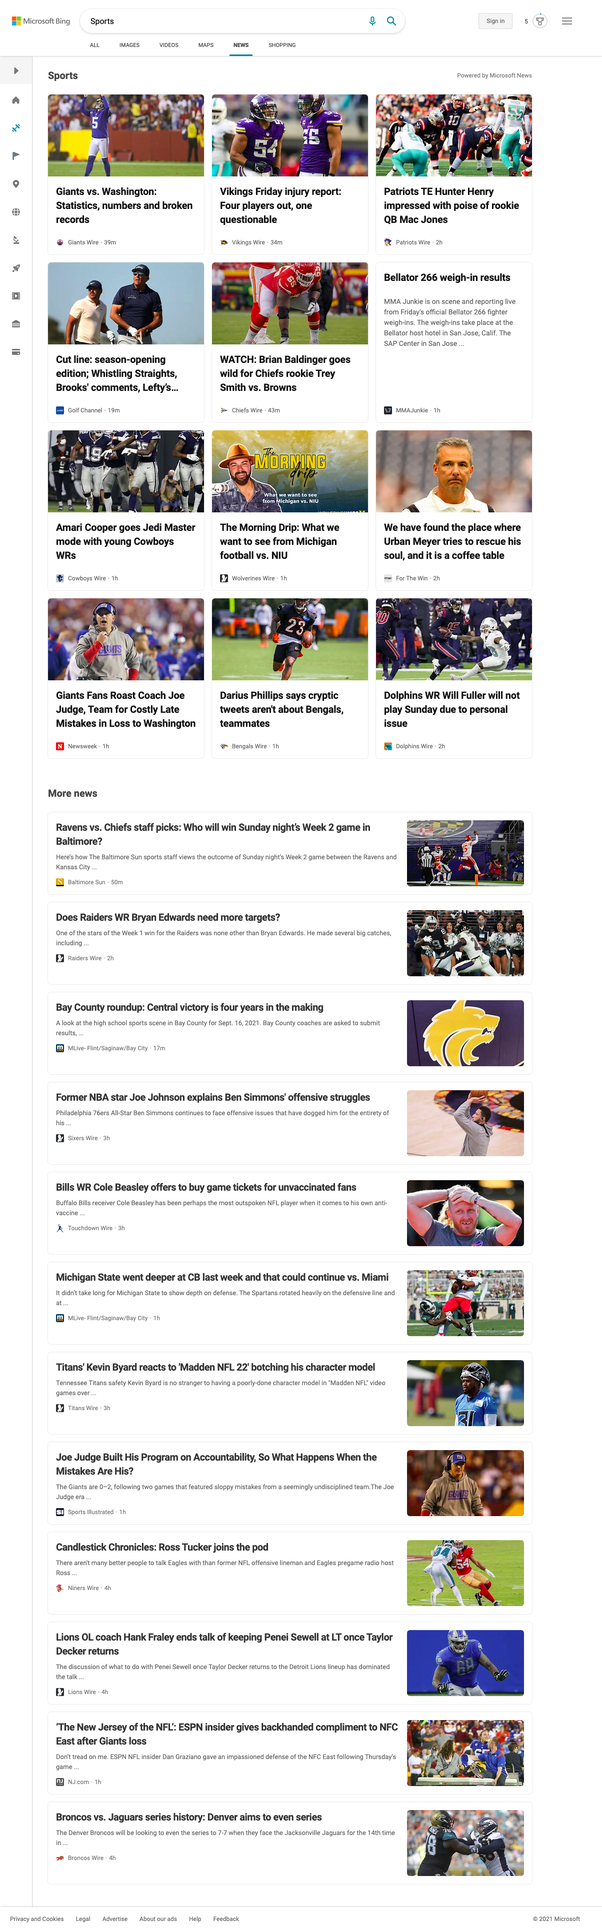 Microsoft Bing
Sports
Sign in
5
ALL IMAGES VIDEOS MAPS NEWS SHOPPING
Sports
Powered by Microsoft News
Giants vs. Washington:
Statistics, numbers and broken
records
Giants Wire · 39m
Vikings Friday injury report:
Four players out, one
questionable
Vikings Wire · 34m
Patriots TE Hunter Henry
impressed with poise of rookie
QB Mac Jones
Patriots Wire · 2h
Cut line: season-opening
edition; Whistling Straights,
Brooks' comments, Lefty's...
Golf Channel · 19m
WATCH: Brian Baldinger goes
wild for Chiefs rookie Trey
Smith vs. Browns
Chiefs Wire · 43m
Bellator 266 weigh-in results
MMA Junkie is on scene and reporting live
from Friday's official Bellator 266 fighter
weigh-ins. The weigh-ins take place at the
Bellator host hotel in San Jose, Calif. The
SAP Center in San Jose ...
MMAJunkie · 1h
Amari Cooper goes Jedi Master
mode with young Cowboys
WRs
Cowboys Wire · 1h
The
MORNING
drip
What we want to see
from Michigan vs. NIU
The Morning Drip: What we
want to see from Michigan
football vs. NIU
Wolverines Wire · 1h
We have found the place where
Urban Meyer tries to rescue his
soul, and it is a coffee table
For The Win · 2h
Giants Fans Roast Coach Joe
Judge, Team for Costly Late
Mistakes in Loss to Washington
Newsweek · 1h
23
Darius Phillips says cryptic
tweets aren't about Bengals,
teammates
Bengals Wire · 1h
Dolphins WR Will Fuller will not
play Sunday due to personal
issue
Dolphins Wire · 2h
More news
Ravens vs. Chiefs staff picks: Who will win Sunday night's Week 2 game in
Baltimore?
Here's how The Baltimore Sun sports staff views the outcome of Sunday night's Week 2 game between the Ravens and
Kansas City ...
Baltimore Sun · 50m
Does Raiders WR Bryan Edwards need more targets?
One of the stars of the Week 1 win for the Raiders was none other than Bryan Edwards. He made several big catches,
including ...
Raiders Wire · 2h
Bay County roundup: Central victory is four years in the making
A look at the high school sports scene in Bay County for Sept. 16, 2021. Bay County coaches are asked to submit
results, ...
MLive- Flint/Saginaw/Bay City · 17m
Former NBA star Joe Johnson explains Ben Simmons' offensive struggles
Philadelphia 76ers All-Star Ben Simmons continues to face offensive issues that have dogged him for the entirety of
his ...
Sixers Wire · 3h
Bills WR Cole Beasley offers to buy game tickets for unvaccinated fans
Buffalo Bills receiver Cole Beasley has been perhaps the most outspoken NFL player when it comes to his own anti-
vaccine ...
Touchdown Wire · 3h
Michigan State went deeper at CB last week and that could continue vs. Miami
It didn't take long for Michigan State to show depth on defense. The Spartans rotated heavily on the defensive line and
at ...
MLive- Flint/Saginaw/Bay City · 1h
Titans' Kevin Byard reacts to 'Madden NFL 22' botching his character model
Tennessee Titans safety Kevin Byard is no stranger to having a poorly-done character model in "Madden NFL" video
games over ...
Titans Wire · 3h
Joe Judge Built His Program on Accountability, So What Happens When the
Mistakes Are His?
The Giants are 0–2, following two games that featured sloppy mistakes from a seemingly undisciplined team.The Joe
Judge era ...
Sports Illustrated · 1h
Candlestick Chronicles: Ross Tucker joins the pod
There aren't many better people to talk Eagles with than former NFL offensive lineman and Eagles pregame radio host
Ross ...
Niners Wire · 4h
Lions OL coach Hank Fraley ends talk of keeping Penei Sewell at LT once Taylor
Decker returns
The discussion of what to do with Penei Sewell once Taylor Decker returns to the Detroit Lions lineup has dominated
the talk ...
Lions Wire · 4h
'The New Jersey of the NFL': ESPN insider gives backhanded compliment to NFC
East after Giants loss
Don't tread on me. ESPN NFL insider Dan Graziano gave an impassioned defense of the NFC East following Thursday's
game ...
NJ.com · 1h
Broncos vs. Jaguars series history: Denver aims to even series
The Denver Broncos will be looking to even the series to 7-7 when they face the Jacksonville Jaguars for the 14th time
in ...
Broncos Wire · 4h
Privacy and Cookies Legal Advertise About our ads Help Feedback
© 2021 Microsoft